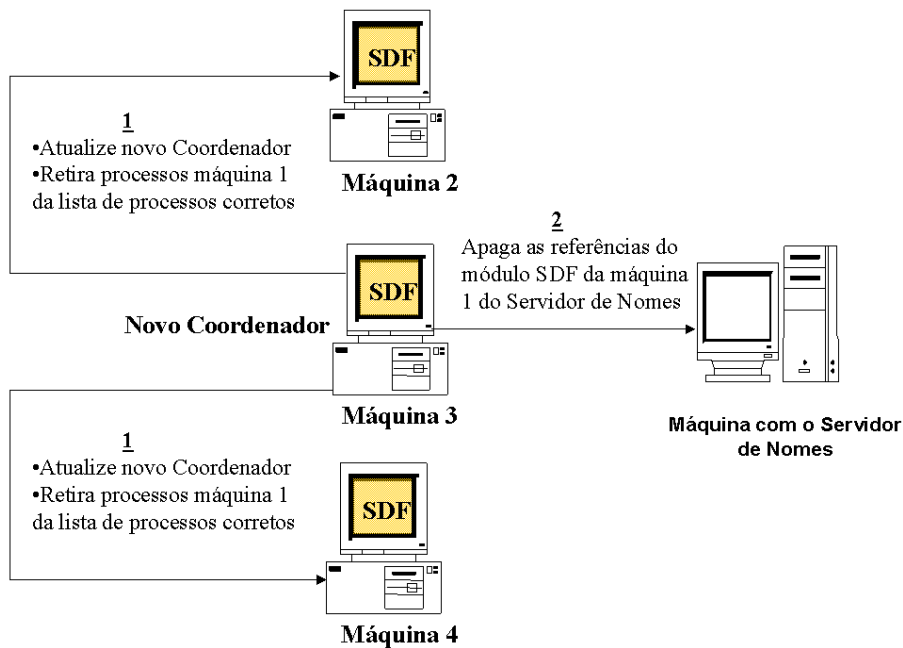 SDF
1
•Atualize novo Coordenador
•Retira processos máquina 1
da lista de processos corretos
Máquina 2
2
Apaga as referências do
módulo SDF da máquina
1 do Servidor de Nomes
SDF
Novo Coordenador
Máquina 3
Máquina com o Servidor
de Nomes
1
•Atualize novo Coordenador
•Retira processos máquina 1
da lista de processos corretos
SDF
Máquina 4